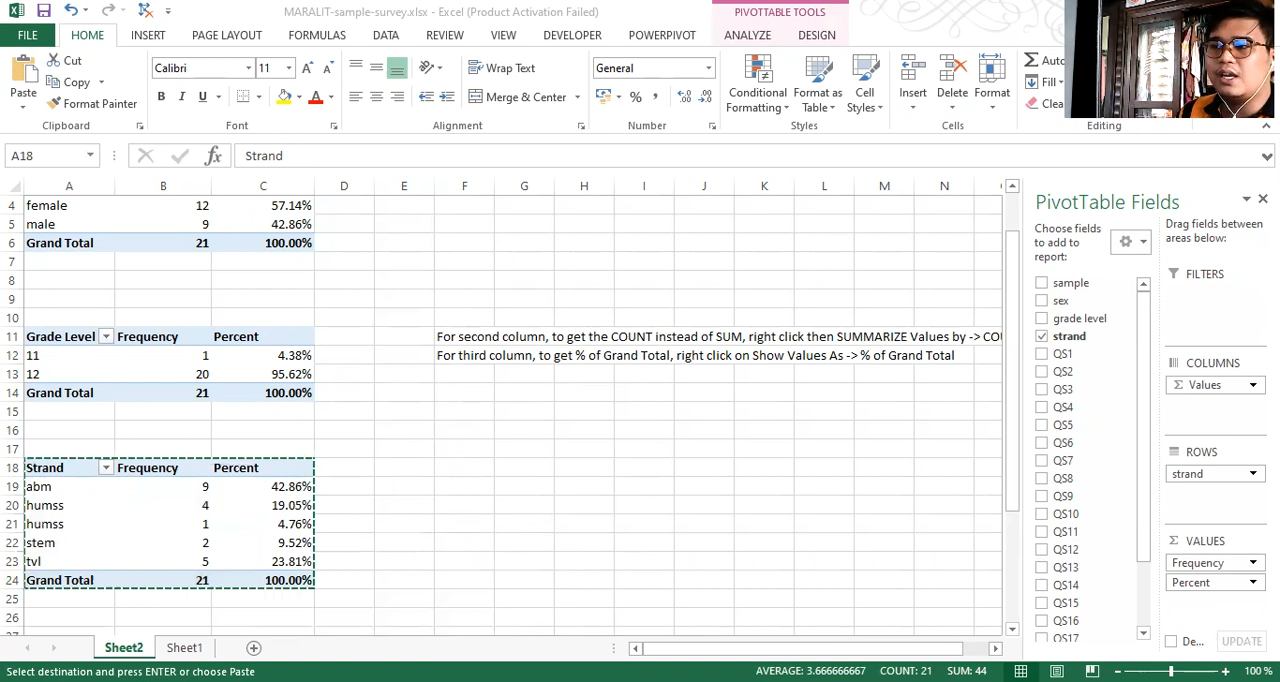 MARALIT-sample-survey.xlsx - Excel (Product Activation Failed)
PIVOTTABLE TOOLS
FILE HOME INSERT PAGE LAYOUT FORMULAS DATA REVIEW VIEW DEVELOPER POWERPIVOT ANALYZE DESIGN
Paste
Cut
Copy
Format Painter
Clipboard
Calibri 11
B I U
Font
Wrap Text
Merge & Center
Alignment
General
Number
Conditional Formatting
Format as Table
Cell Styles
Styles
Insert Delete Format
Cells
Auto
Fill
Clea
Editing
A18 Strand
A B C D E F G H I J K L M N
4 female 12 57.14%
5 male 9 42.86%
6 Grand Total 21 100.00%
7
8
9
10
11 Grade Level Frequency Percent For second column, to get the COUNT instead of SUM, right click then SUMMARIZE Values by -> COU
12 11 1 4.38% For third column, to get % of Grand Total, right click on Show Values As -> % of Grand Total
13 12 20 95.62%
14 Grand Total 21 100.00%
15
16
17
18 Strand Frequency Percent
19 abm 9 42.86%
20 humss 4 19.05%
21 humss 1 4.76%
22 stem 2 9.52%
23 tvl 5 23.81%
24 Grand Total 21 100.00%
25
26
27
PivotTable Fields
Choose fields to add to report:
sample
sex
grade level
strand
QS1
QS2
QS3
QS4
QS5
QS6
QS7
QS8
QS9
QS10
QS11
QS12
QS13
QS14
QS15
QS16
QS17
Drag fields between areas below:
FILTERS
COLUMNS
Σ Values
ROWS
strand
Σ VALUES
Frequency
Percent
De... UPDATE
Sheet2 Sheet1
Select destination and press ENTER or choose Paste AVERAGE: 3.666666667 COUNT: 21 SUM: 44 100 %